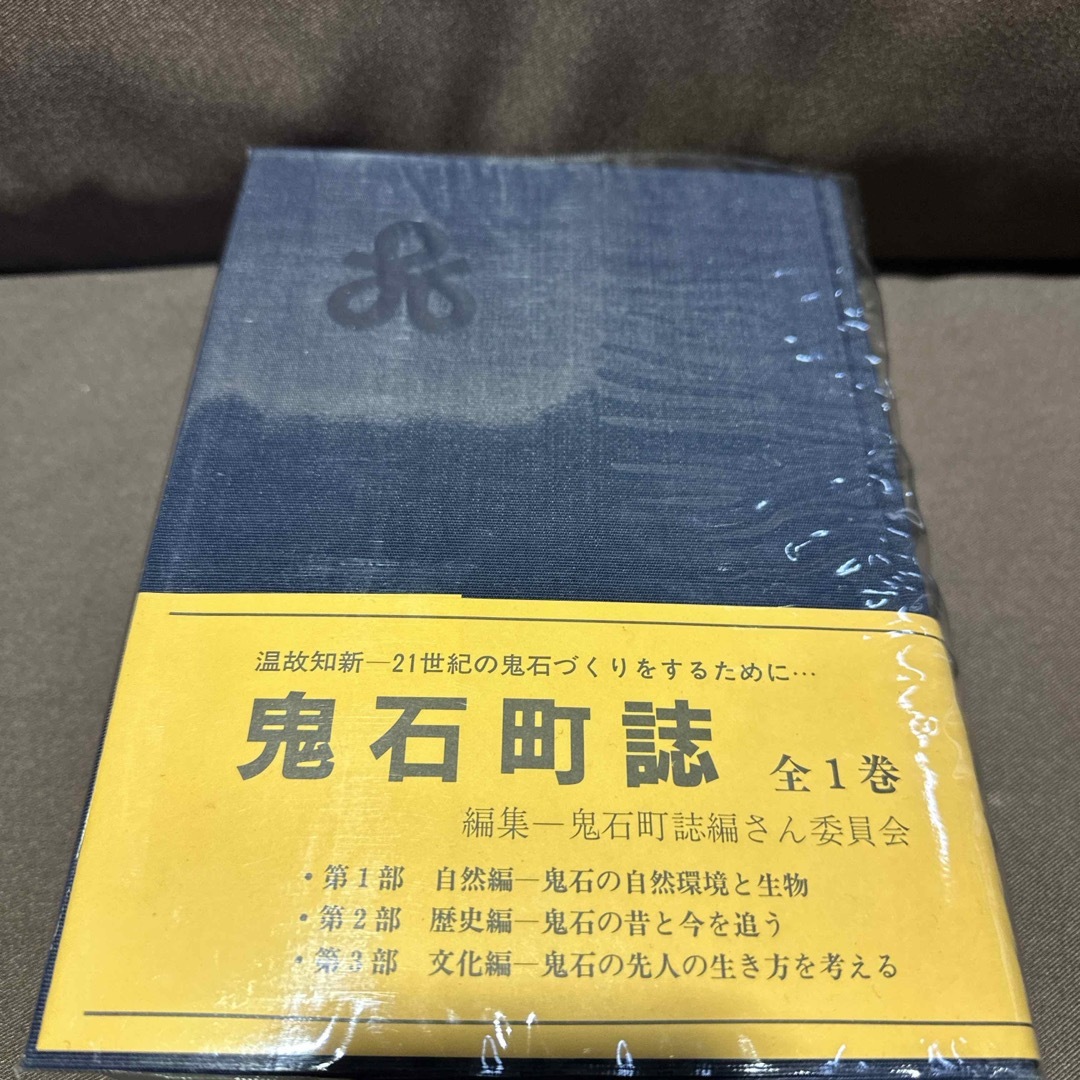 温故知新―21世紀の鬼石づくりをするために…
鬼石町誌 全1巻
編集―鬼石町誌編さん委員会
・第1部 自然編―鬼石の自然環境と生物
・第2部 歴史編―鬼石の昔と今を追う
・第3部 文化編―鬼石の先人の生き方を考える